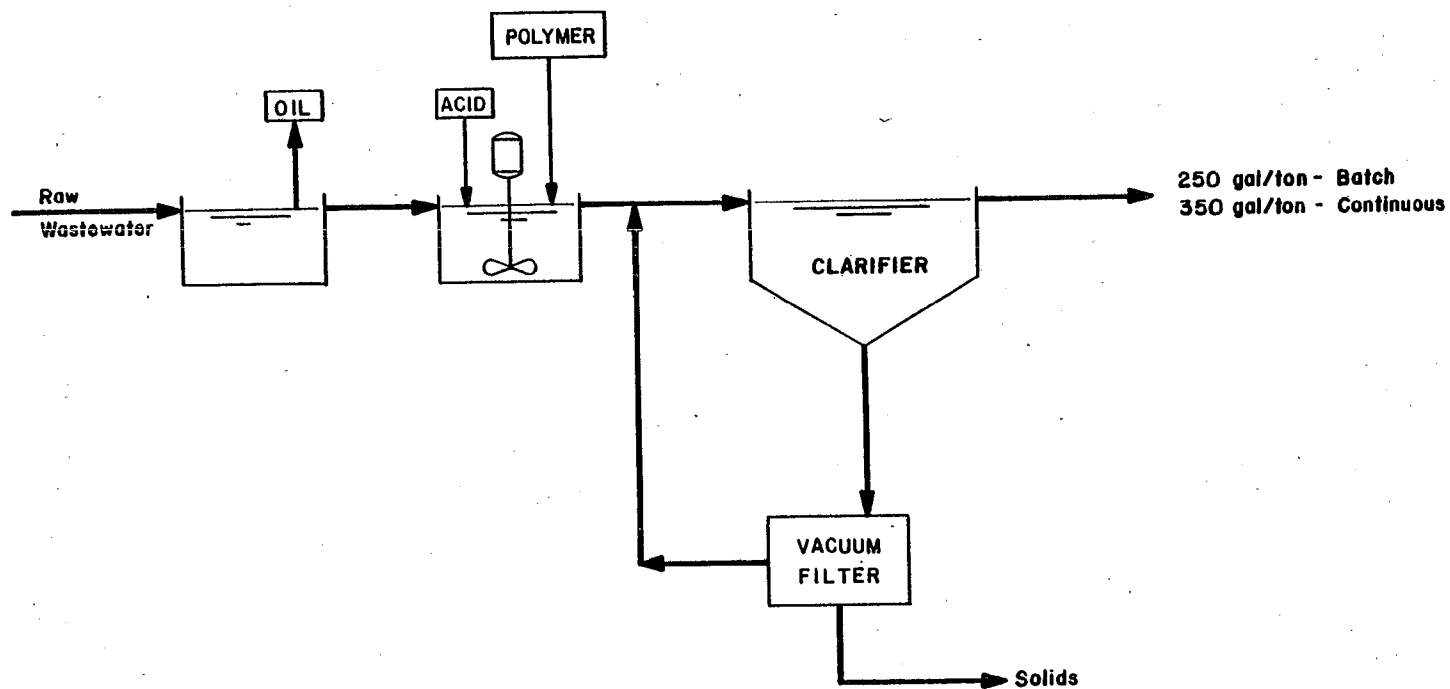 POLYMER
OIL
ACID
Raw
Wastewater
250 gal/ton - Batch
350 gal/ton - Continuous
CLARIFIER
VACUUM
FILTER
Solids